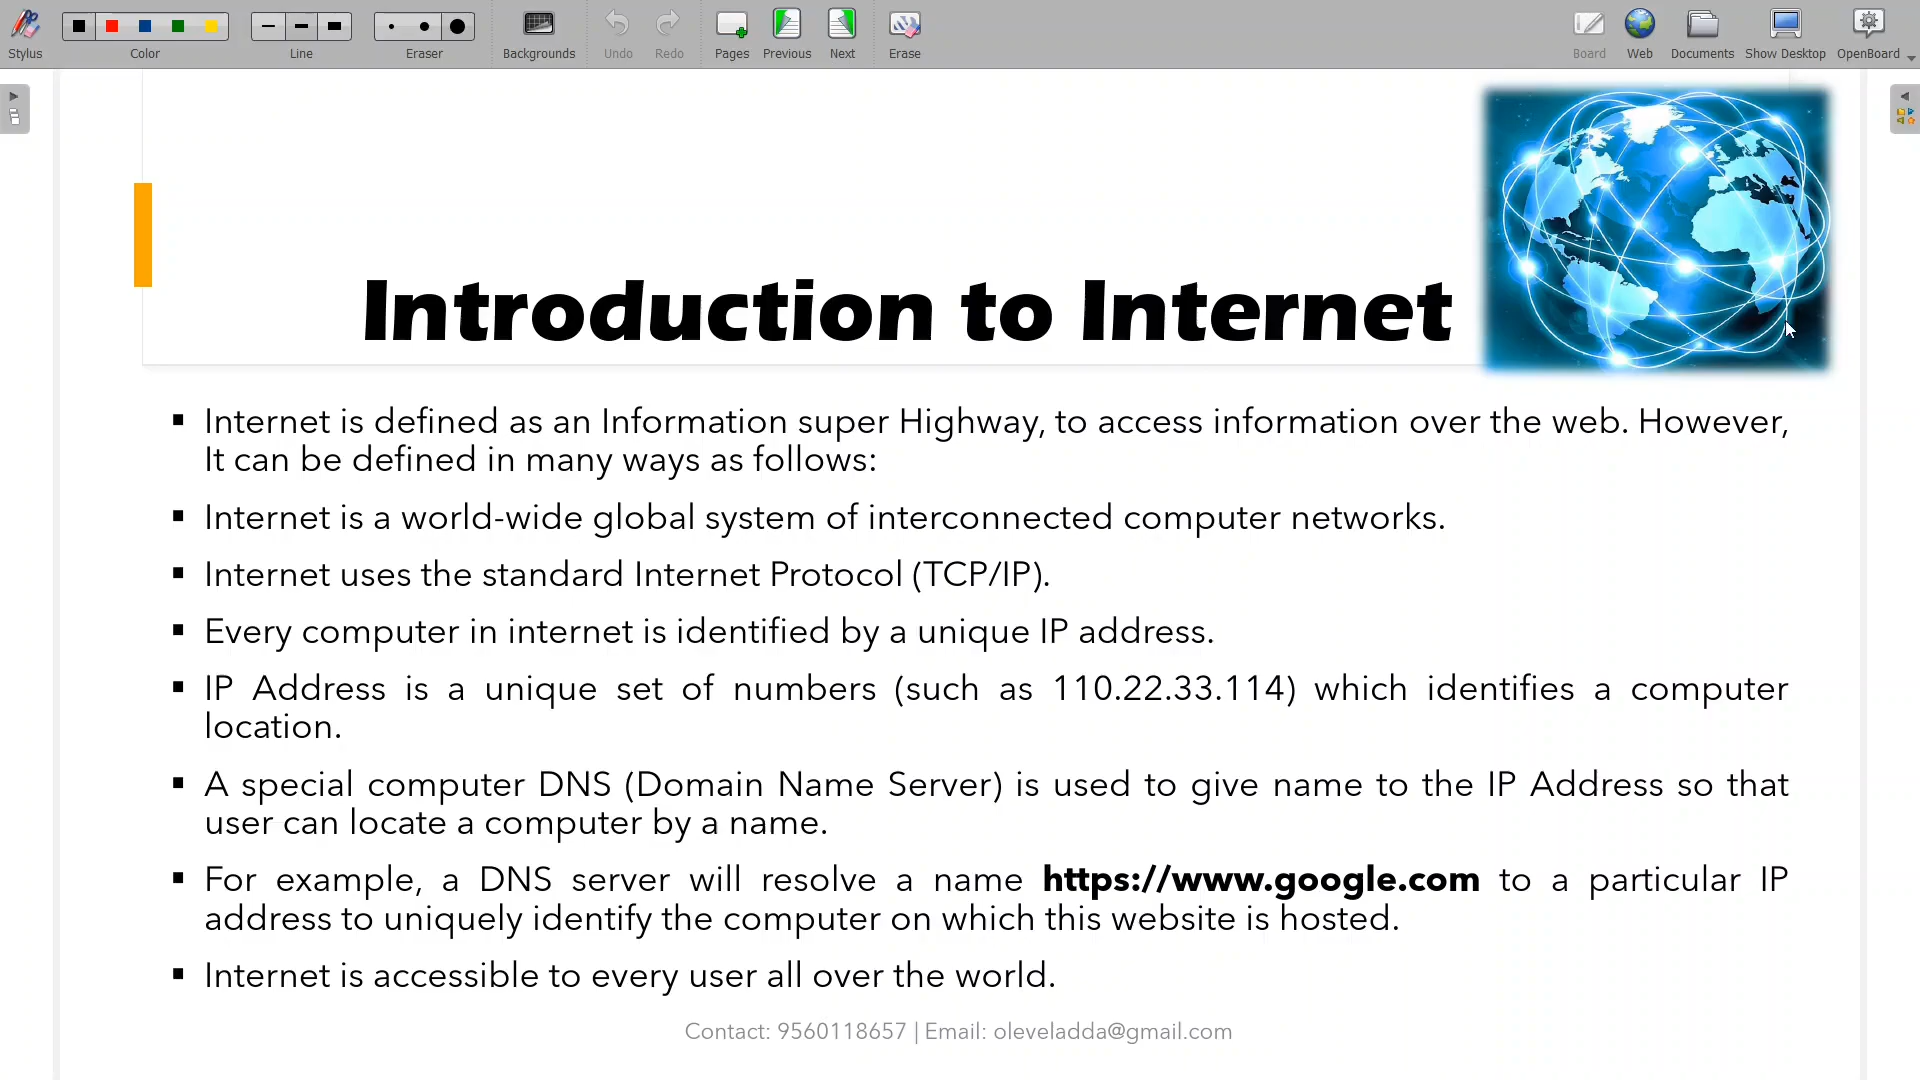 Stylus
Color
Line
Eraser
Backgrounds
Undo
Redo
Pages
Previous
Next
Erase
Board
Web
Documents
Show Desktop
OpenBoard
Introduction to Internet
▪ Internet is defined as an Information super Highway, to access information over the web. However,
It can be defined in many ways as follows:
▪ Internet is a world-wide global system of interconnected computer networks.
▪ Internet uses the standard Internet Protocol (TCP/IP).
▪ Every computer in internet is identified by a unique IP address.
▪ IP Address is a unique set of numbers (such as 110.22.33.114) which identifies a computer
location.
▪ A special computer DNS (Domain Name Server) is used to give name to the IP Address so that
user can locate a computer by a name.
▪ For example, a DNS server will resolve a name https://www.google.com to a particular IP
address to uniquely identify the computer on which this website is hosted.
▪ Internet is accessible to every user all over the world.
Contact: 9560118657 | Email: oleveladda@gmail.com